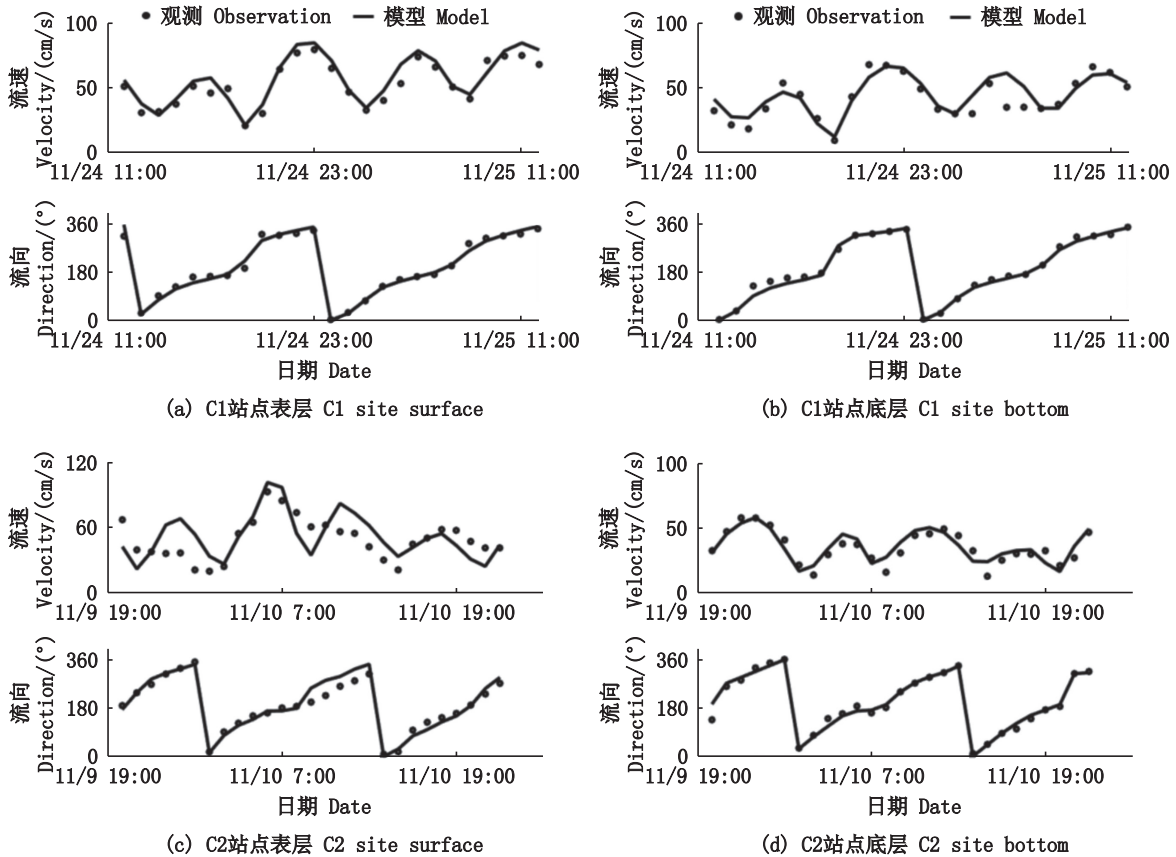 观测 Observation 模型 Model
100
50
0
流速
Velocity/(cm/s)
11/24 11:00 11/24 23:00 11/25 11:00
360
180
0
流向
Direction/(°)
11/24 11:00 11/24 23:00 11/25 11:00
日期 Date
(a) C1站点表层 C1 site surface
观测 Observation 模型 Model
100
50
0
流速
Velocity/(cm/s)
11/24 11:00 11/24 23:00 11/25 11:00
360
180
0
流向
Direction/(°)
11/24 11:00 11/24 23:00 11/25 11:00
日期 Date
(b) C1站点底层 C1 site bottom
120
60
0
流速
Velocity/(cm/s)
11/9 19:00 11/10 7:00 11/10 19:00
360
180
0
流向
Direction/(°)
11/9 19:00 11/10 7:00 11/10 19:00
日期 Date
(c) C2站点表层 C2 site surface
100
50
0
流速
Velocity/(cm/s)
11/9 19:00 11/10 7:00 11/10 19:00
360
180
0
流向
Direction/(°)
11/9 19:00 11/10 7:00 11/10 19:00
日期 Date
(d) C2站点底层 C2 site bottom